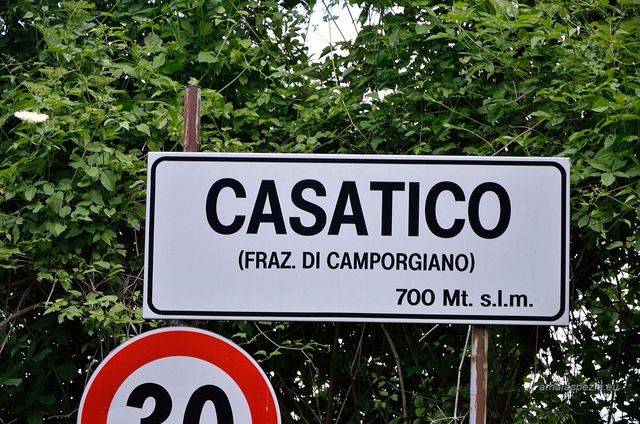 CASATICO
(FRAZ. DI CAMPORGIANO)
700 Mt. s.l.m.
30